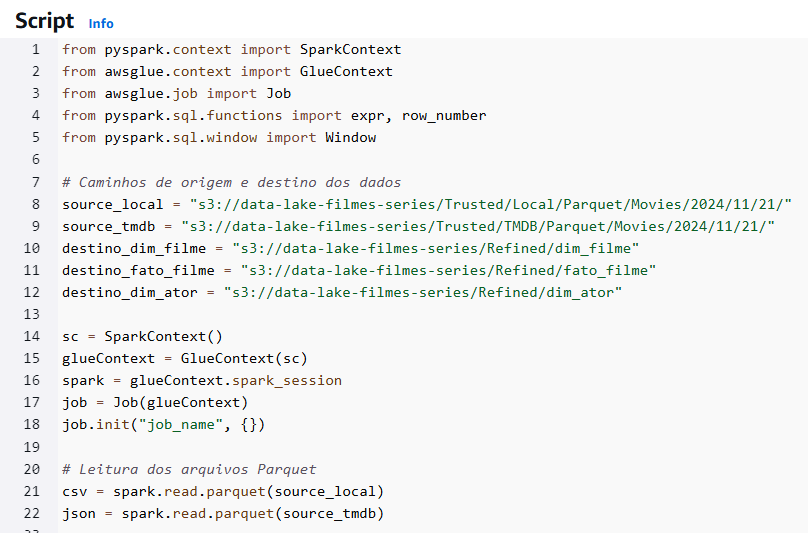 Script Info
1 from pyspark.context import SparkContext
2 from awsglue.context import GlueContext
3 from awsglue.job import Job
4 from pyspark.sql.functions import expr, row_number
5 from pyspark.sql.window import Window
6
7 # Caminhos de origem e destino dos dados
8 source_local = "s3://data-lake-filmes-series/Trusted/Local/Parquet/Movies/2024/11/21/"
9 source_tmdb = "s3://data-lake-filmes-series/Trusted/TMDB/Parquet/Movies/2024/11/21/"
10 destino_dim_filme = "s3://data-lake-filmes-series/Refined/dim_filme"
11 destino_fato_filme = "s3://data-lake-filmes-series/Refined/fato_filme"
12 destino_dim_ator = "s3://data-lake-filmes-series/Refined/dim_ator"
13
14 sc = SparkContext()
15 glueContext = GlueContext(sc)
16 spark = glueContext.spark_session
17 job = Job(glueContext)
18 job.init("job_name", {})
19
20 # Leitura dos arquivos Parquet
21 csv = spark.read.parquet(source_local)
22 json = spark.read.parquet(source_tmdb)